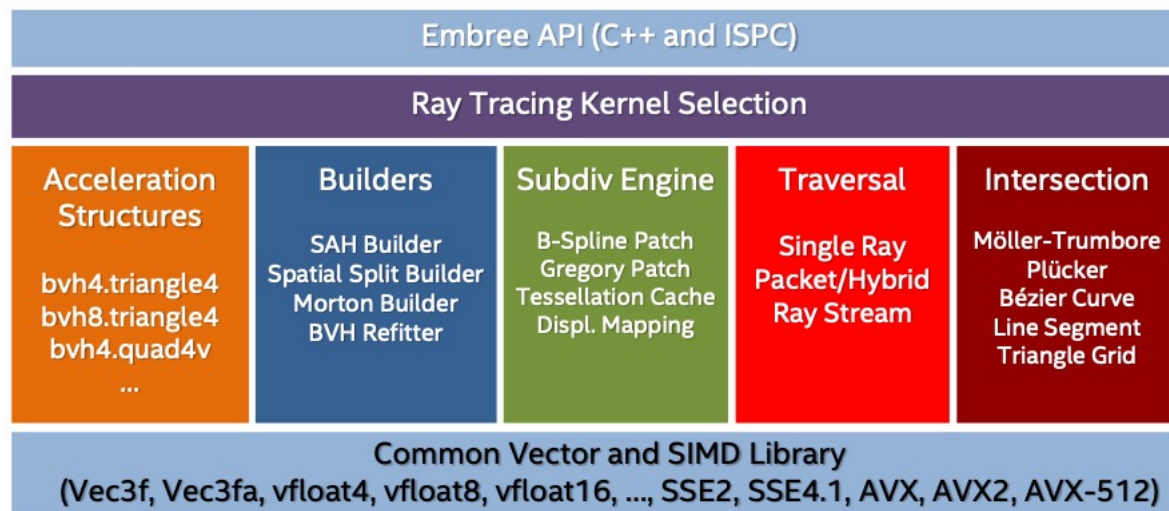 Embree API (C++ and ISPC)
Ray Tracing Kernel Selection
Acceleration
Structures
bvh4.triangle4
bvh8.triangle4
bvh4.quad4v
...
Builders
SAH Builder
Spatial Split Builder
Morton Builder
BVH Refitter
Subdiv Engine
B-Spline Patch
Gregory Patch
Tessellation Cache
Displ. Mapping
Traversal
Single Ray
Packet/Hybrid
Ray Stream
Intersection
Möller-Trumbore
Plücker
Bézier Curve
Line Segment
Triangle Grid
Common Vector and SIMD Library
(Vec3f, Vec3fa, vfloat4, vfloat8, vfloat16, ..., SSE2, SSE4.1, AVX, AVX2, AVX-512)